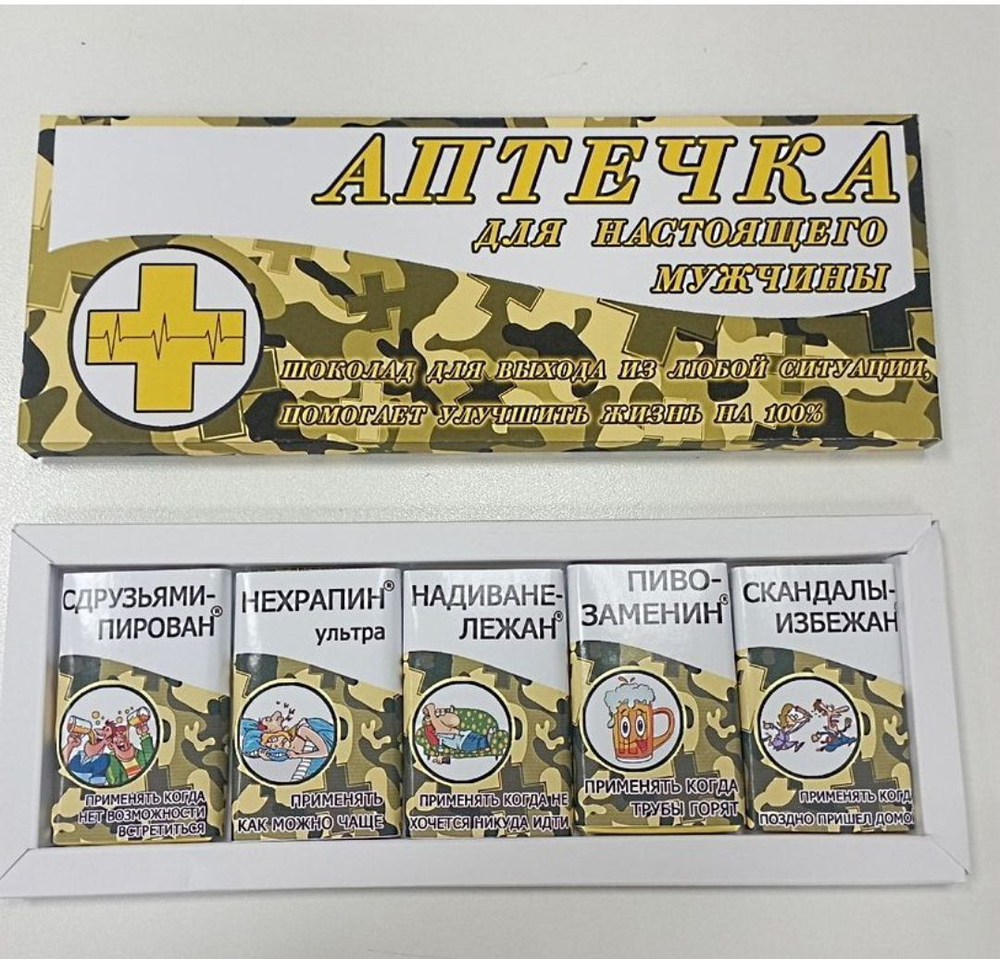 АПТЕЧКА
ДЛЯ НАСТОЯЩЕГО
МУЖЧИНЫ
ШОКОЛАД ДЛЯ ВЫХОДА ИЗ ЛЮБОЙ СИТУАЦИИ,
ПОМОГАЕТ УЛУЧШИТЬ ЖИЗНЬ НА 100%
СДРУЗЬЯМИ-
ПИРОВАН®
ПРИМЕНЯТЬ КОГДА
НЕТ ВОЗМОЖНОСТИ
ВСТРЕТИТЬСЯ
НЕХРАПИН®
ультра
ПРИМЕНЯТЬ
КАК МОЖНО ЧАЩЕ
НАДИВАНЕ-
ЛЕЖАН®
ПРИМЕНЯТЬ КОГДА НЕ
ХОЧЕТСЯ НИКУДА ИДТИ
ПИВО-
ЗАМЕНИН®
ПРИМЕНЯТЬ КОГДА
ТРУБЫ ГОРЯТ
СКАНДАЛЫ-
ИЗБЕЖАН®
ПРИМЕНЯТЬ КОГД
ПОЗДНО ПРИШЕЛ ДОМО